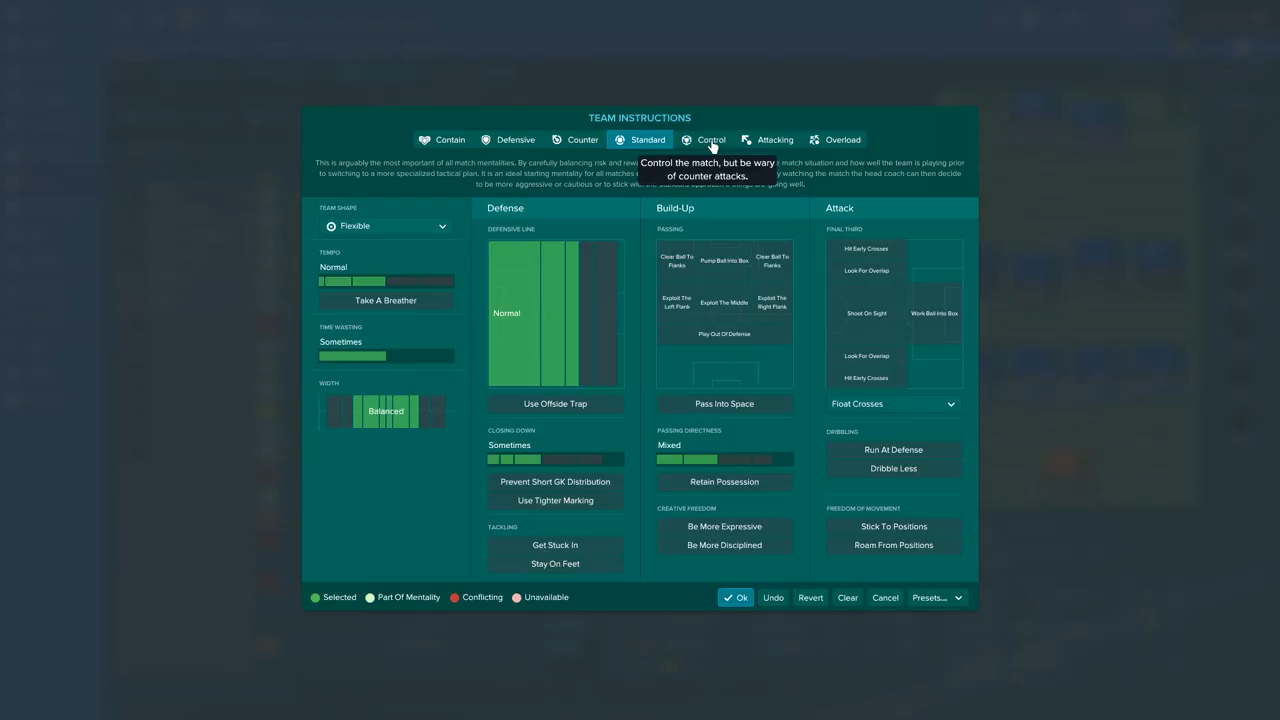 TEAM INSTRUCTIONS
Contain Defensive Counter Standard Control Attacking Overload
This is arguably the most important of all match mentalities. By carefully balancing risk and rewa match situation and how well the team is playing prior
to switching to a more specialized tactical plan. It is an ideal starting mentality for all matches watching the match the head coach can then decide
to be more aggressive or cautious or to stick with going well.
Control the match, but be wary
of counter attacks.
TEAM SHAPE
Flexible
TEMPO
Normal
Take A Breather
TIME WASTING
Sometimes
WIDTH
Balanced
Defense
DEFENSIVE LINE
Normal
Use Offside Trap
CLOSING DOWN
Sometimes
Prevent Short GK Distribution
Use Tighter Marking
TACKLING
Get Stuck In
Stay On Feet
Build-Up
PASSING
Clear Ball To
Flanks
Pump Ball Into Box
Clear Ball To
Flanks
Exploit The
Left Flank
Exploit The Middle
Exploit The
Right Flank
Play Out Of Defense
Pass Into Space
PASSING DIRECTNESS
Mixed
Retain Possession
CREATIVE FREEDOM
Be More Expressive
Be More Disciplined
Attack
FINAL THIRD
Hit Early Crosses
Look For Overlap
Shoot On Sight
Work Ball Into Box
Look For Overlap
Hit Early Crosses
Float Crosses
DRIBBLING
Run At Defense
Dribble Less
FREEDOM OF MOVEMENT
Stick To Positions
Roam From Positions
Selected Part Of Mentality Conflicting Unavailable
Ok Undo Revert Clear Cancel Presets...